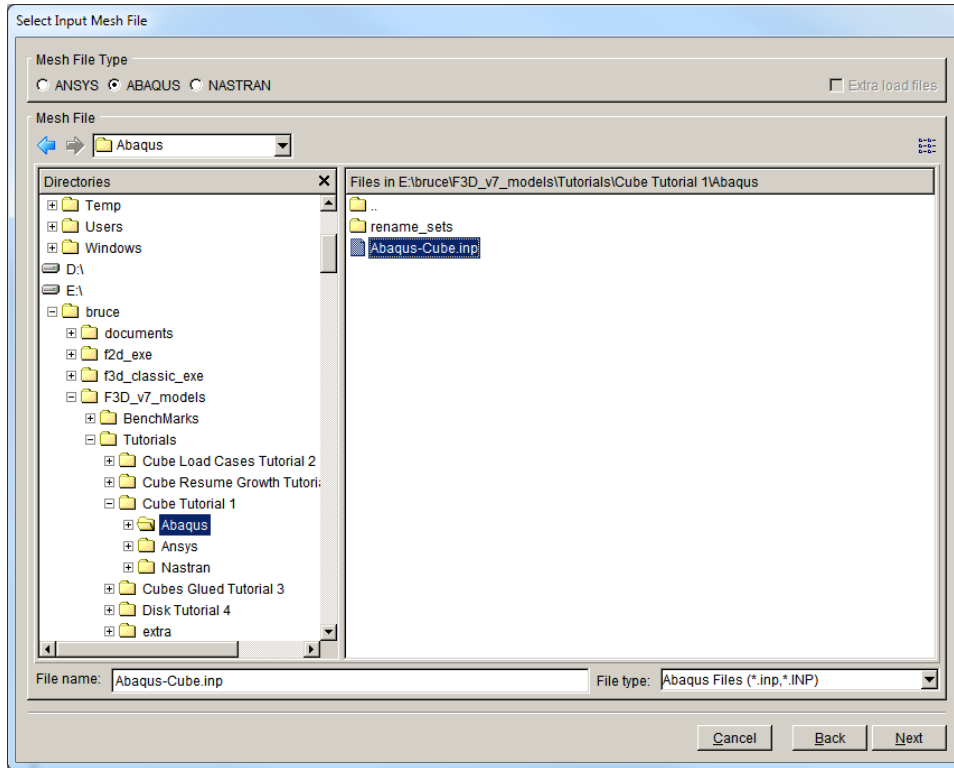 Select Input Mesh File
Mesh File Type
ANSYS ABAQUS NASTRAN
Extra load files
Mesh File
Abaqus
Directories
Files in E:\bruce\F3D_v7_models\Tutorials\Cube Tutorial 1\Abaqus
Temp
..
Users
rename_sets
Windows
Abaqus-Cube.inp
D:\
E:\
bruce
documents
f2d_exe
f3d_classic_exe
F3D_v7_models
BenchMarks
Tutorials
Cube Load Cases Tutorial 2
Cube Resume Growth Tutoria
Cube Tutorial 1
Abaqus
Ansys
Nastran
Cubes Glued Tutorial 3
Disk Tutorial 4
extra
File name: Abaqus-Cube.inp
File type: Abaqus Files (*.inp,*.INP)
Cancel Back Next